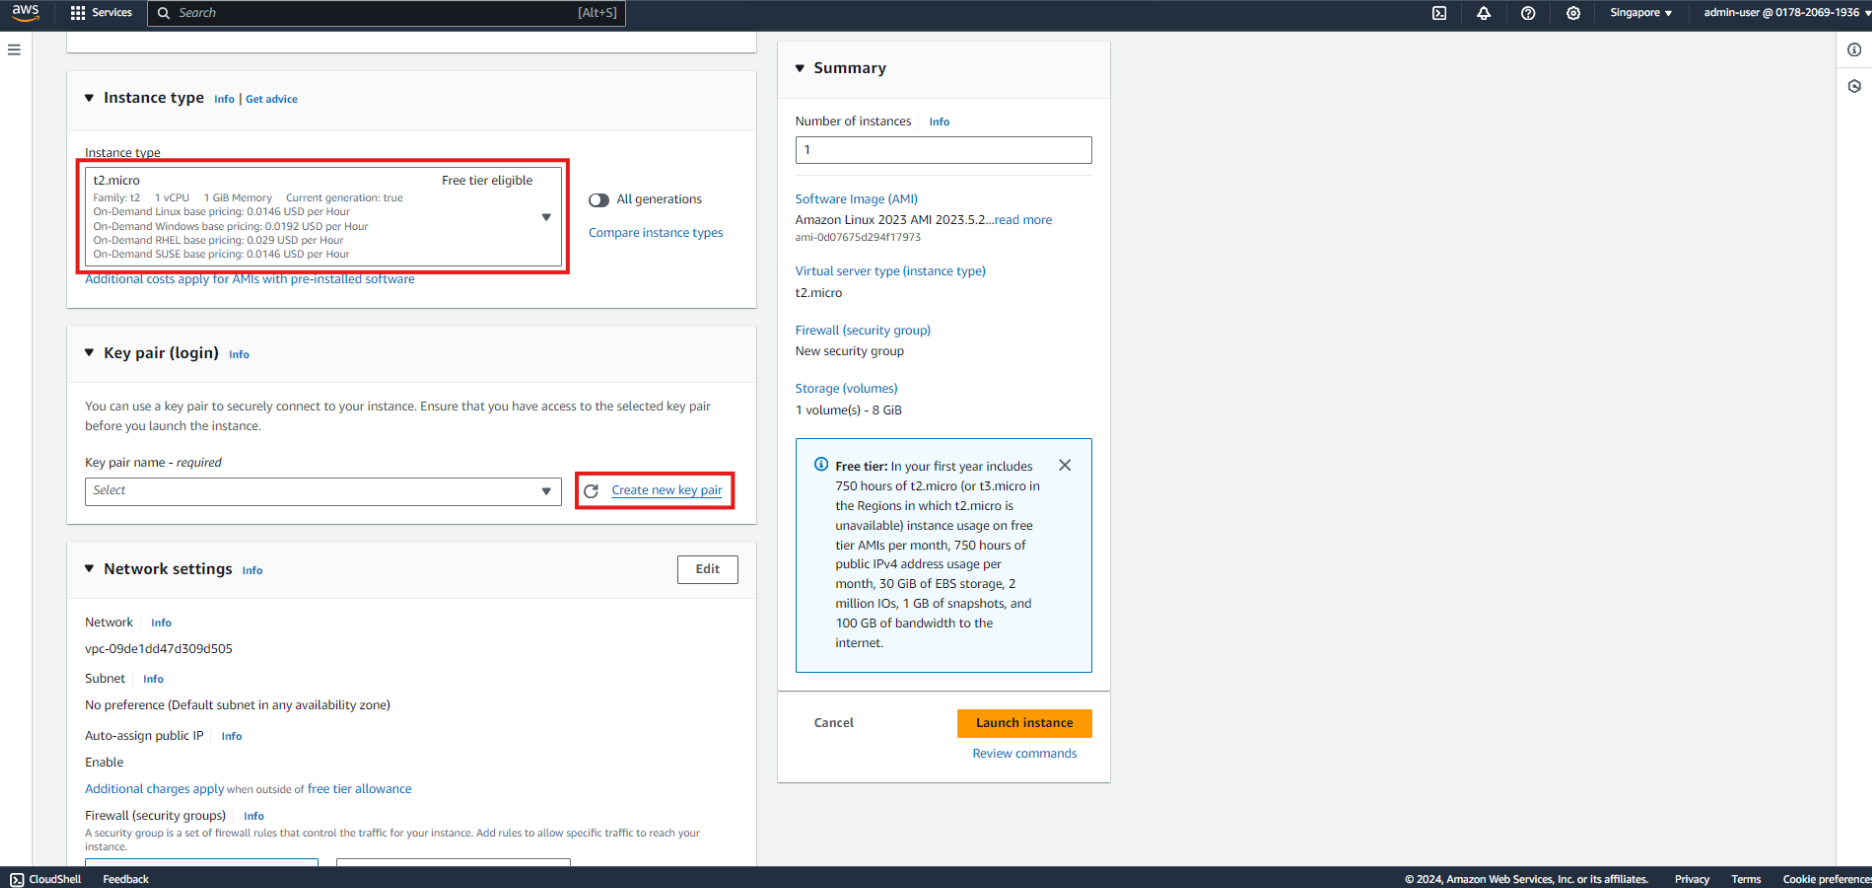 aws
Services
Search
[Alt+S]
Singapore
admin-user @ 0178-2069-1936
Instance type Info | Get advice
Instance type
t2.micro
Free tier eligible
Family: t2 1 vCPU 1 GiB Memory Current generation: true
On-Demand Linux base pricing: 0.0146 USD per Hour
On-Demand Windows base pricing: 0.0192 USD per Hour
On-Demand RHEL base pricing: 0.029 USD per Hour
On-Demand SUSE base pricing: 0.0146 USD per Hour
All generations
Compare instance types
Additional costs apply for AMIs with pre-installed software
Key pair (login) Info
You can use a key pair to securely connect to your instance. Ensure that you have access to the selected key pair
before you launch the instance.
Key pair name - required
Select
Create new key pair
Network settings Info
Edit
Network Info
vpc-09de1dd47d309d505
Subnet Info
No preference (Default subnet in any availability zone)
Auto-assign public IP Info
Enable
Additional charges apply when outside of free tier allowance
Firewall (security groups) Info
A security group is a set of firewall rules that control the traffic for your instance. Add rules to allow specific traffic to reach your
instance.
Summary
Number of instances Info
1
Software Image (AMI)
Amazon Linux 2023 AMI 2023.5.2...read more
ami-0d07675d294f17973
Virtual server type (instance type)
t2.micro
Firewall (security group)
New security group
Storage (volumes)
1 volume(s) - 8 GiB
Free tier: In your first year includes
750 hours of t2.micro (or t3.micro in
the Regions in which t2.micro is
unavailable) instance usage on free
tier AMIs per month, 750 hours of
public IPv4 address usage per
month, 30 GiB of EBS storage, 2
million IOs, 1 GB of snapshots, and
100 GB of bandwidth to the
internet.
Cancel
Launch instance
Review commands
CloudShell
Feedback
© 2024, Amazon Web Services, Inc. or its affiliates.
Privacy
Terms
Cookie preferences